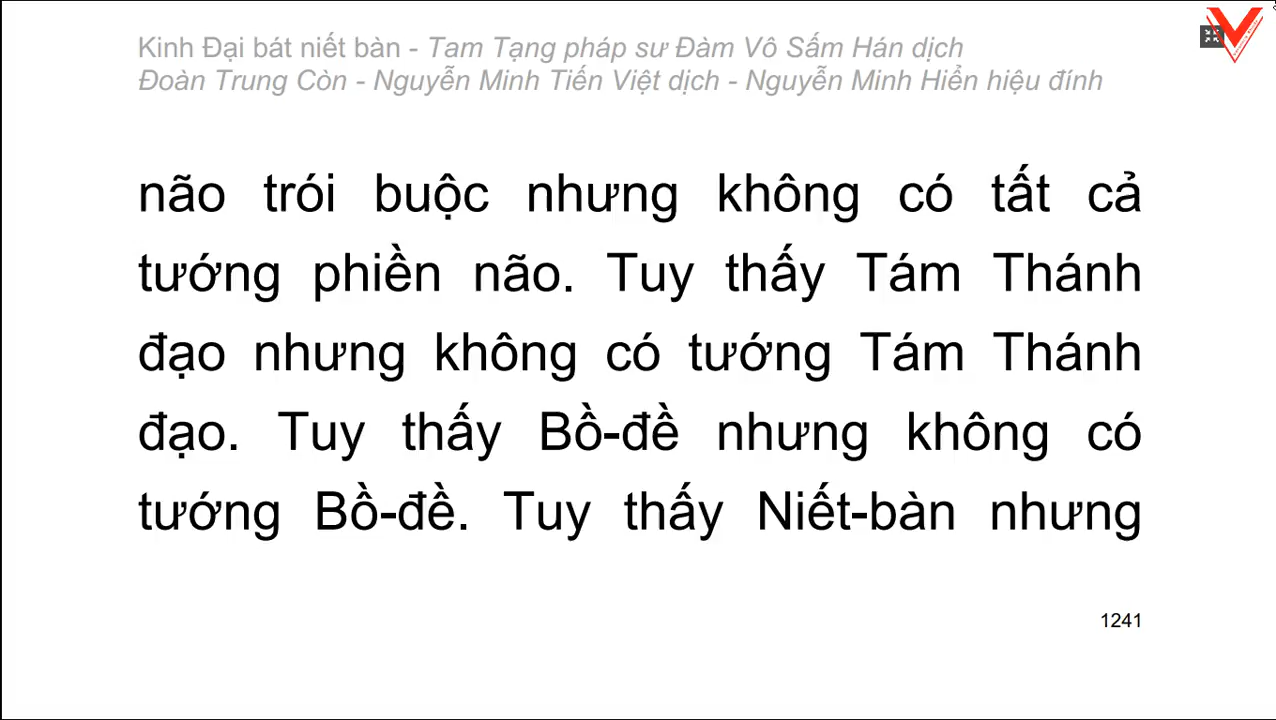 Kinh Đại bát niết bàn - Tam Tạng pháp sư Đàm Vô Sấm Hán dịch
Đoàn Trung Còn - Nguyễn Minh Tiến Việt dịch - Nguyễn Minh Hiển hiệu đính
não trói buộc nhưng không có tất cả
tướng phiền não. Tuy thấy Tám Thánh
đạo nhưng không có tướng Tám Thánh
đạo. Tuy thấy Bồ-đề nhưng không có
tướng Bồ-đề. Tuy thấy Niết-bàn nhưng
1241